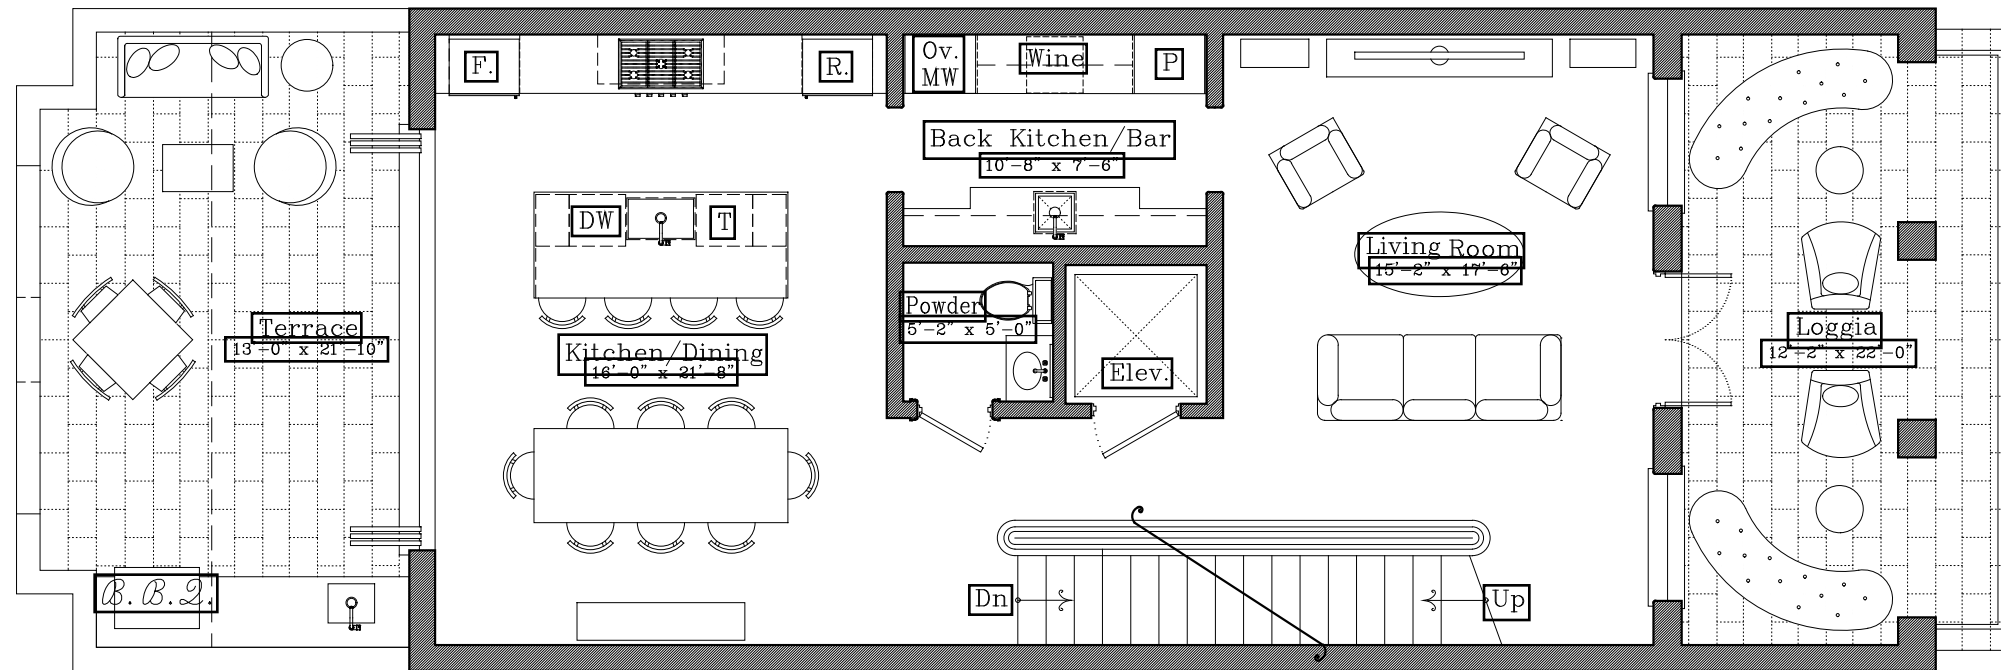 F.
R.
Ov.
MW
Wine
P
Back Kitchen/Bar
10'-8" x 7'-6"
DW
T
Living Room
15'-2" x 17'-6"
Powder
5'-2" x 5'-0"
Terrace
13'-0" x 21'-10"
Kitchen/Dining
16'-0" x 21'-8"
Elev.
Loggia
12'-2" x 22'-0"
B.B.Q.
Dn
Up